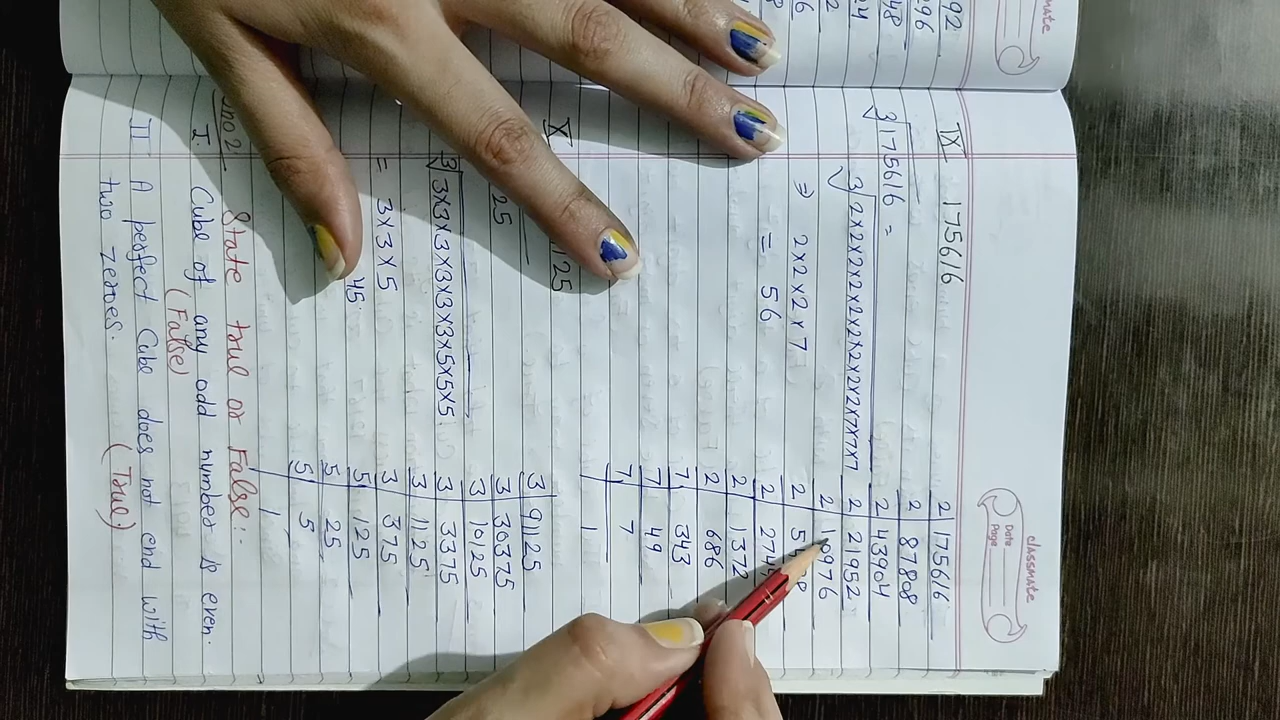 classmate
Date
Page
IX 175616
∛175616 =
∛2×2×2×2×2×2×2×2×2×7×7×7
⇒ 2×2×2×7
= 56
2 | 175616
2 | 87808
2 | 43904
2 | 21952
2 | 10976
2
2
2 | 1372
2 | 686
7 | 343
7 | 49
7 | 7
1
X
125
25
∛3×3×3×3×3×3×5×5×5
= 3×3×5
45
3 | 91125
3 | 30375
3 | 10125
3 | 3375
3 | 1125
3 | 375
5 | 125
5 | 25
5 | 5
1
State true or False:-
I Cube of any odd number is even.
(False)
II A perfect Cube does not end with
two zeroes. (True)